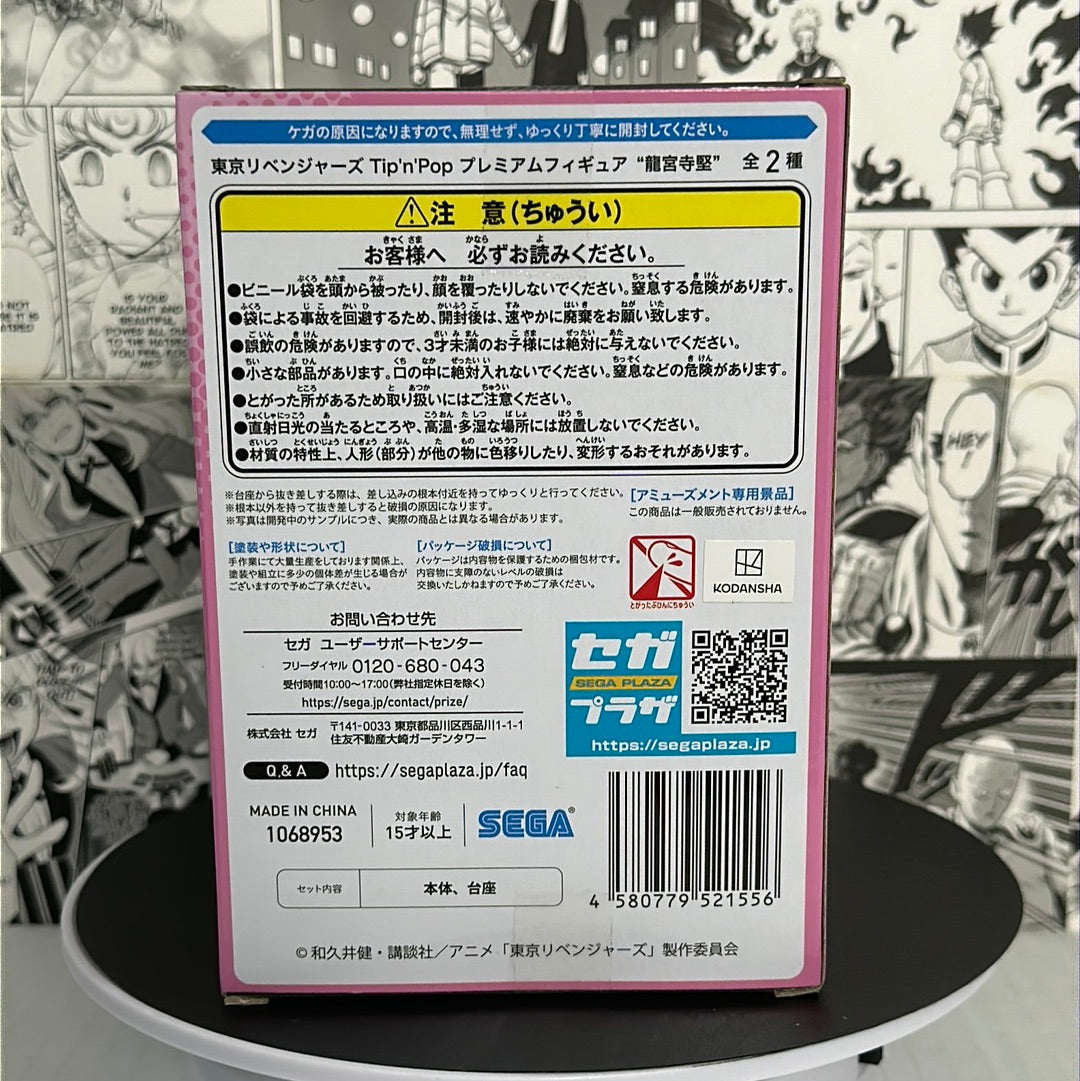 ケガの原因になりますので、無理せず、ゆっくり丁寧に開封してください。
東京リベンジャーズ Tip'n'Pop プレミアムフィギュア “龍宮寺堅” 全2種
⚠注 意(ちゅうい)
お客様へ 必ずお読みください。
●ビニール袋を頭から被ったり、顔を覆ったりしないでください。窒息する危険があります。
●袋による事故を回避するため、開封後は、速やかに廃棄をお願い致します。
●誤飲の危険がありますので、3才未満のお子様には絶対に与えないでください。
●小さな部品があります。口の中に絶対入れないでください。窒息などの危険があります。
●とがった所があるため取り扱いにはご注意ください。
●直射日光の当たるところや、高温・多湿な場所には放置しないでください。
●材質の特性上、人形(部分)が他の物に色移りしたり、変形するおそれがあります。
※台座から抜き差しする際は、差し込みの根本付近を持ってゆっくりと行ってください。
※根本以外を持って抜き差しすると破損の原因になります。
※写真は開発中のサンプルにつき、実際の商品とは異なる場合があります。
[アミューズメント専用景品]
この商品は一般販売されておりません。
[塗装や形状について]
手作業にて大量生産をしております関係上、
塗装や組立に多少の個体差が生じる場合が
ございますので予めご了承ください。
[パッケージ破損について]
パッケージは内容物を保護するための梱包材です。
内容物に支障のないレベルの破損は
交換いたしかねますので予めご了承ください。
とがったぶひんにちゅうい
KODANSHA
お問い合わせ先
セガ ユーザーサポートセンター
フリーダイヤル 0120-680-043
受付時間10:00〜17:00(弊社指定休日を除く)
https://sega.jp/contact/prize/
株式会社 セガ
〒141-0033 東京都品川区西品川1-1-1
住友不動産大崎ガーデンタワー
Q.&A https://segaplaza.jp/faq
セガ
SEGA PLAZA
プラザ
https://segaplaza.jp
MADE IN CHINA
1068953
対象年齢
15才以上
SEGA®
セット内容 本体、台座
4 580779 521556
© 和久井健・講談社／アニメ「東京リベンジャーズ」製作委員会
HEY